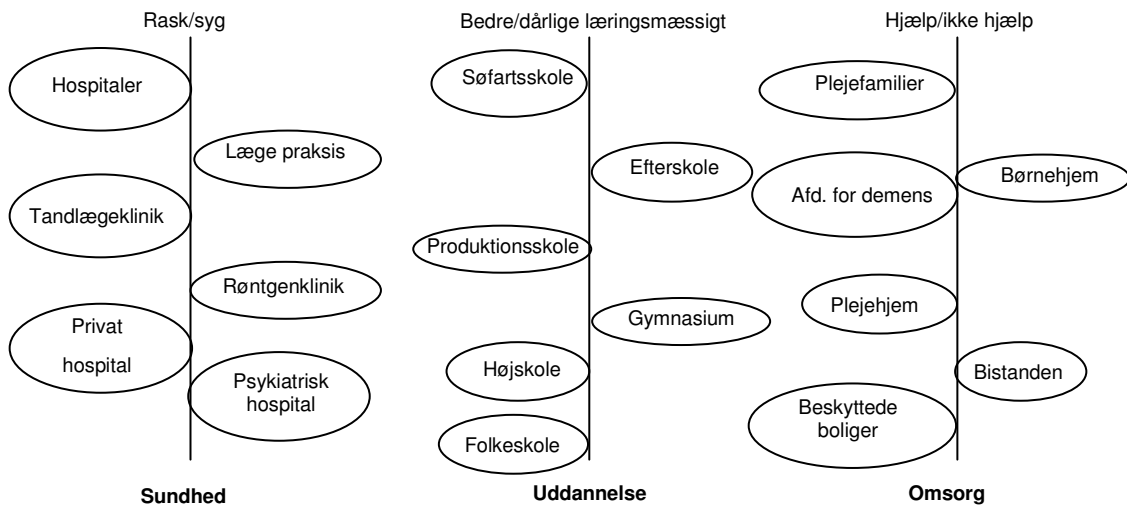 Rask/syg
Hospitaler
Læge praksis
Tandlægeklinik
Røntgenklinik
Privat
hospital
Psykiatrisk
hospital
Sundhed
Bedre/dårlige læringsmæssigt
Søfartsskole
Efterskole
Produktionsskole
Gymnasium
Højskole
Folkeskole
Uddannelse
Hjælp/ikke hjælp
Plejefamilier
Børnehjem
Afd. for demens
Plejehjem
Bistanden
Beskyttede
boliger
Omsorg